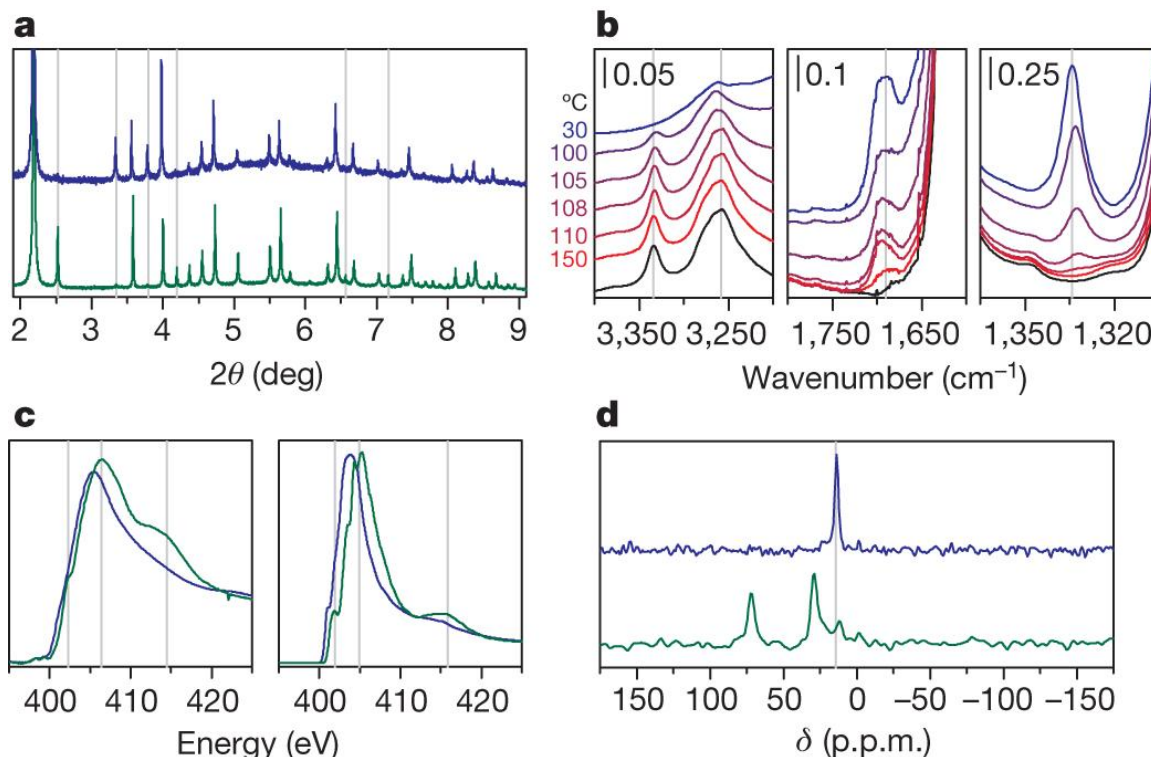 a
2 3 4 5 6 7 8 9
2θ (deg)
b
0.05 0.1 0.25
°C
30
100
105
108
110
150
3,350 3,250 1,750 1,650 1,350 1,320
Wavenumber (cm⁻¹)
c
400 410 420 400 410 420
Energy (eV)
d
150 100 50 0 −50 −100 −150
δ (p.p.m.)